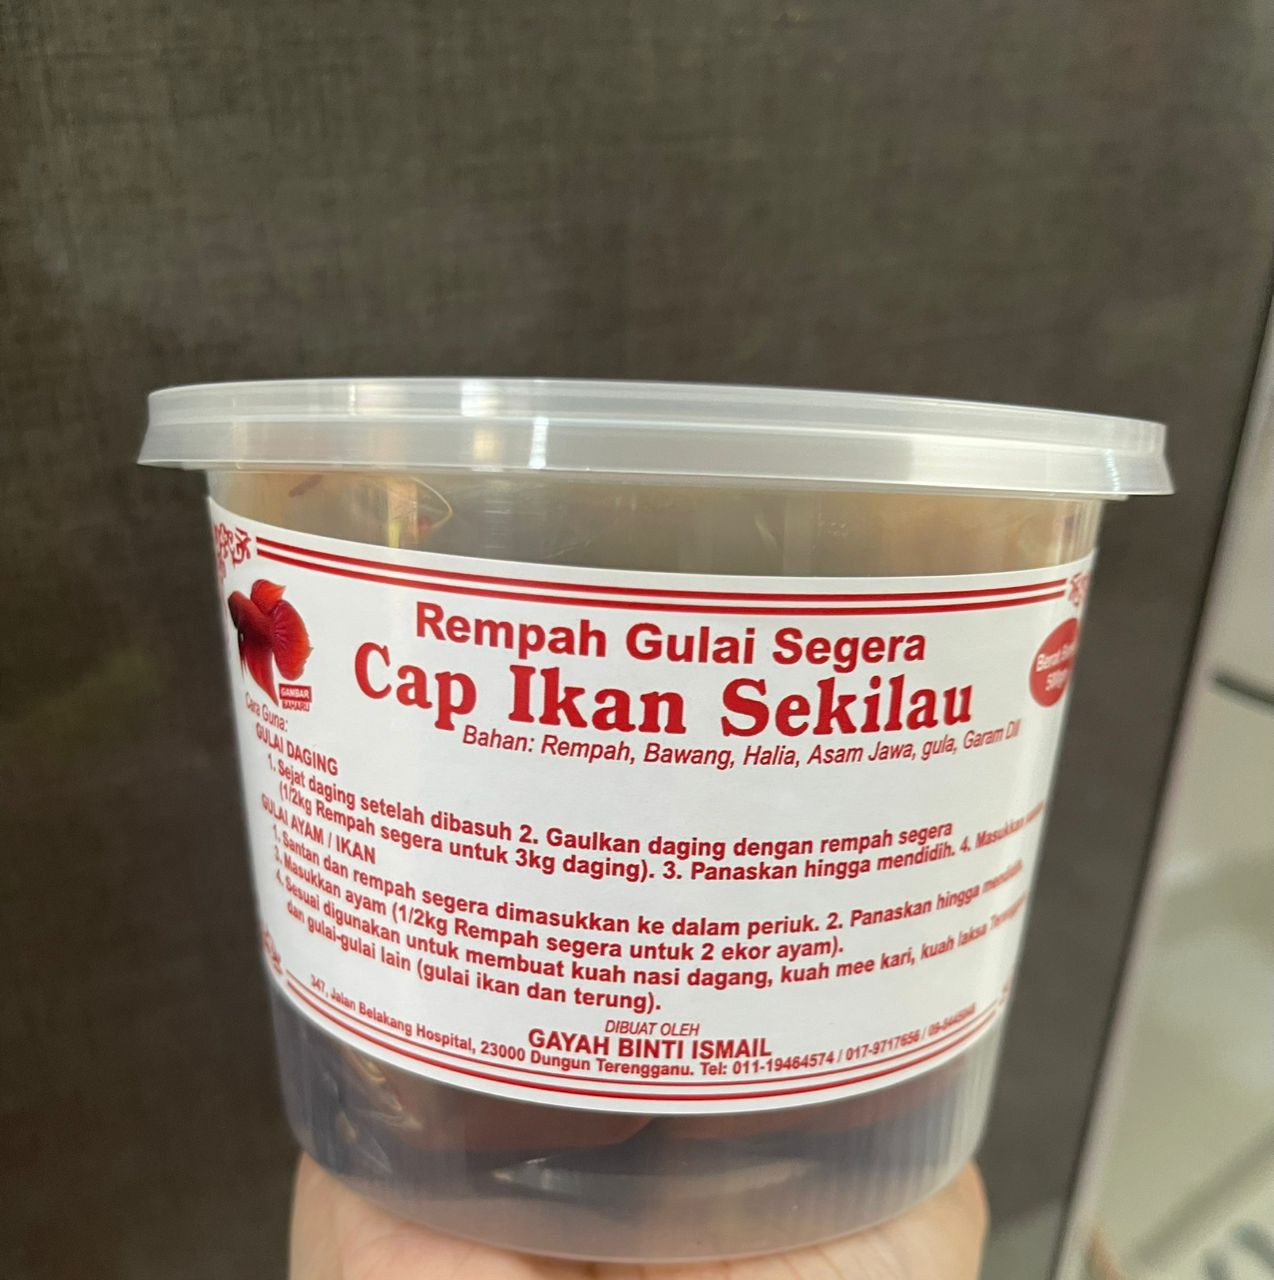 Rempah Gulai Segera
Cap Ikan Sekilau
Bahan: Rempah, Bawang, Halia, Asam Jawa, gula, Garam Dll
Berat
GAMBAR
BAHARU
Cara Guna:
GULAI DAGING
1. Sejat daging setelah dibasuh 2. Gaulkan daging dengan rempah segera
(1/2kg Rempah segera untuk 3kg daging). 3. Panaskan hingga mendidih. 4. Masukkan
GULAI AYAM / IKAN
1. Santan dan rempah segera dimasukkan ke dalam periuk. 2. Panaskan hingga mendidih.
3. Masukkan ayam (1/2kg Rempah segera untuk 2 ekor ayam).
4. Sesuai digunakan untuk membuat kuah nasi dagang, kuah mee kari, kuah laksa
dan gulai-gulai lain (gulai ikan dan terung).
DIBUAT OLEH
GAYAH BINTI ISMAIL
347, Jalan Belakang Hospital, 23000 Dungun Terengganu. Tel: 011-19464574 / 017-9717656 /